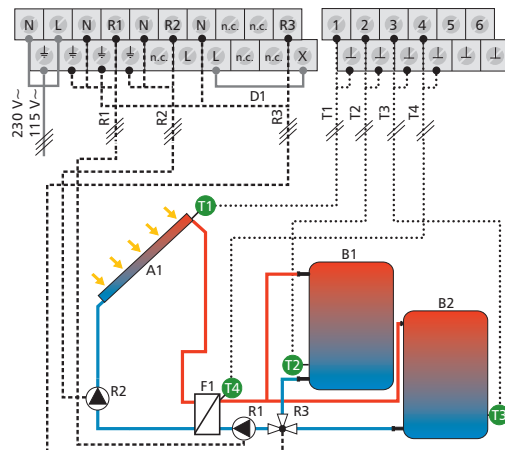 N L N R1 N R2 N n.c. n.c. R3
n.c. L L n.c. n.c. X
1 2 3 4 5 6
D1
230 V~
115 V~
R1
R2
R3
T1
T2
T3
T4
T1
A1
B1
B2
T2
T4
F1
R2
R1
R3
T3